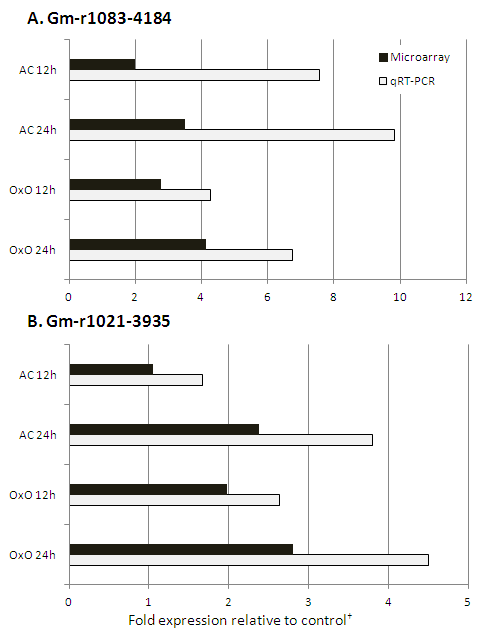 A. Gm-r1083-4184
Microarray
qRT-PCR
AC 12h
AC 24h
OxO 12h
OxO 24h
0 2 4 6 8 10 12
B. Gm-r1021-3935
AC 12h
AC 24h
OxO 12h
OxO 24h
0 1 2 3 4 5
Fold expression relative to control†